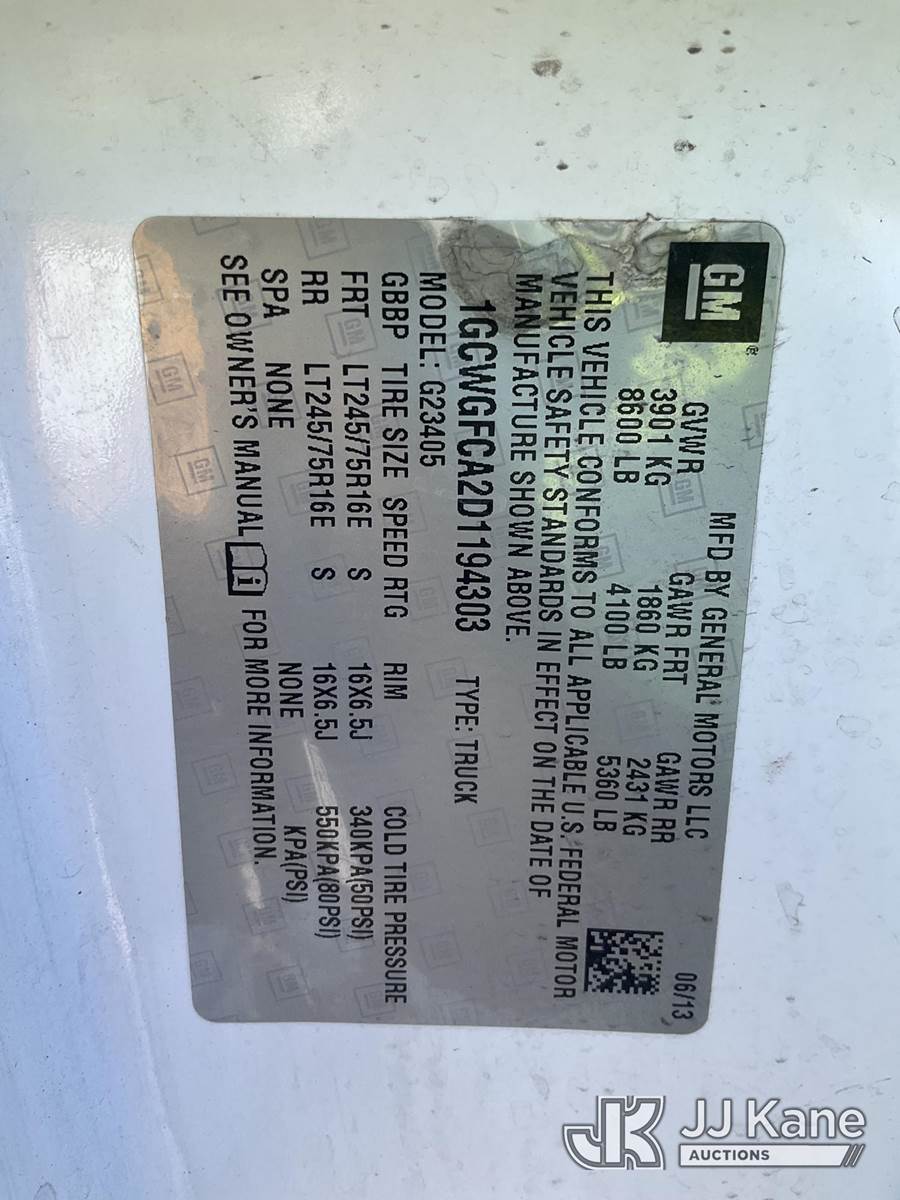 GM
®
MFD BY GENERAL MOTORS LLC 06/13
GVWR GAWR FRT GAWR RR
3901 KG 1860 KG 2431 KG
8600 LB 4100 LB 5360 LB
THIS VEHICLE CONFORMS TO ALL APPLICABLE U.S. FEDERAL MOTOR
VEHICLE SAFETY STANDARDS IN EFFECT ON THE DATE OF
MANUFACTURE SHOWN ABOVE.
1GCWGFCA2D1194303 TYPE: TRUCK
MODEL: G23405
GBBP TIRE SIZE SPEED RTG RIM COLD TIRE PRESSURE
FRT LT245/75R16E S 16X6.5J 340KPA(50PSI)
RR LT245/75R16E S 16X6.5J 550KPA(80PSI)
SPA NONE NONE KPA(PSI)
SEE OWNER'S MANUAL i FOR MORE INFORMATION.
JK JJ Kane
AUCTIONS